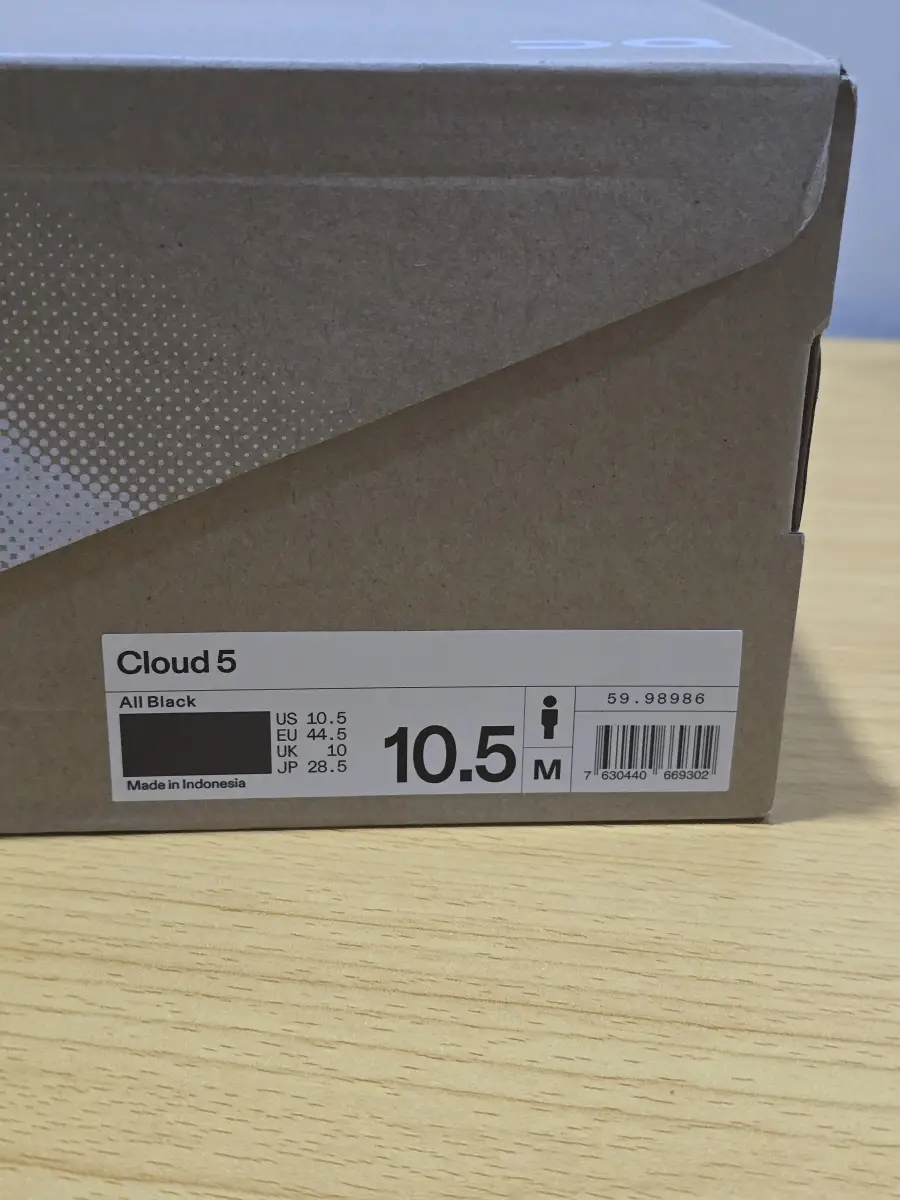 Cloud 5
All Black
US 10.5
EU 44.5
UK 10
JP 28.5
Made in Indonesia
10.5
M
59.98986
7 630440 669302